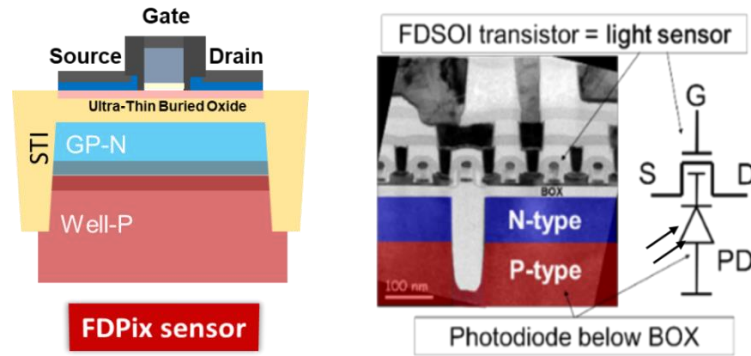 Gate
Source
Drain
Ultra-Thin Buried Oxide
STI
GP-N
Well-P
FDPix sensor
FDSOI transistor = light sensor
BOX
N-type
P-type
100 nm
Photodiode below BOX
G
S
D
PD